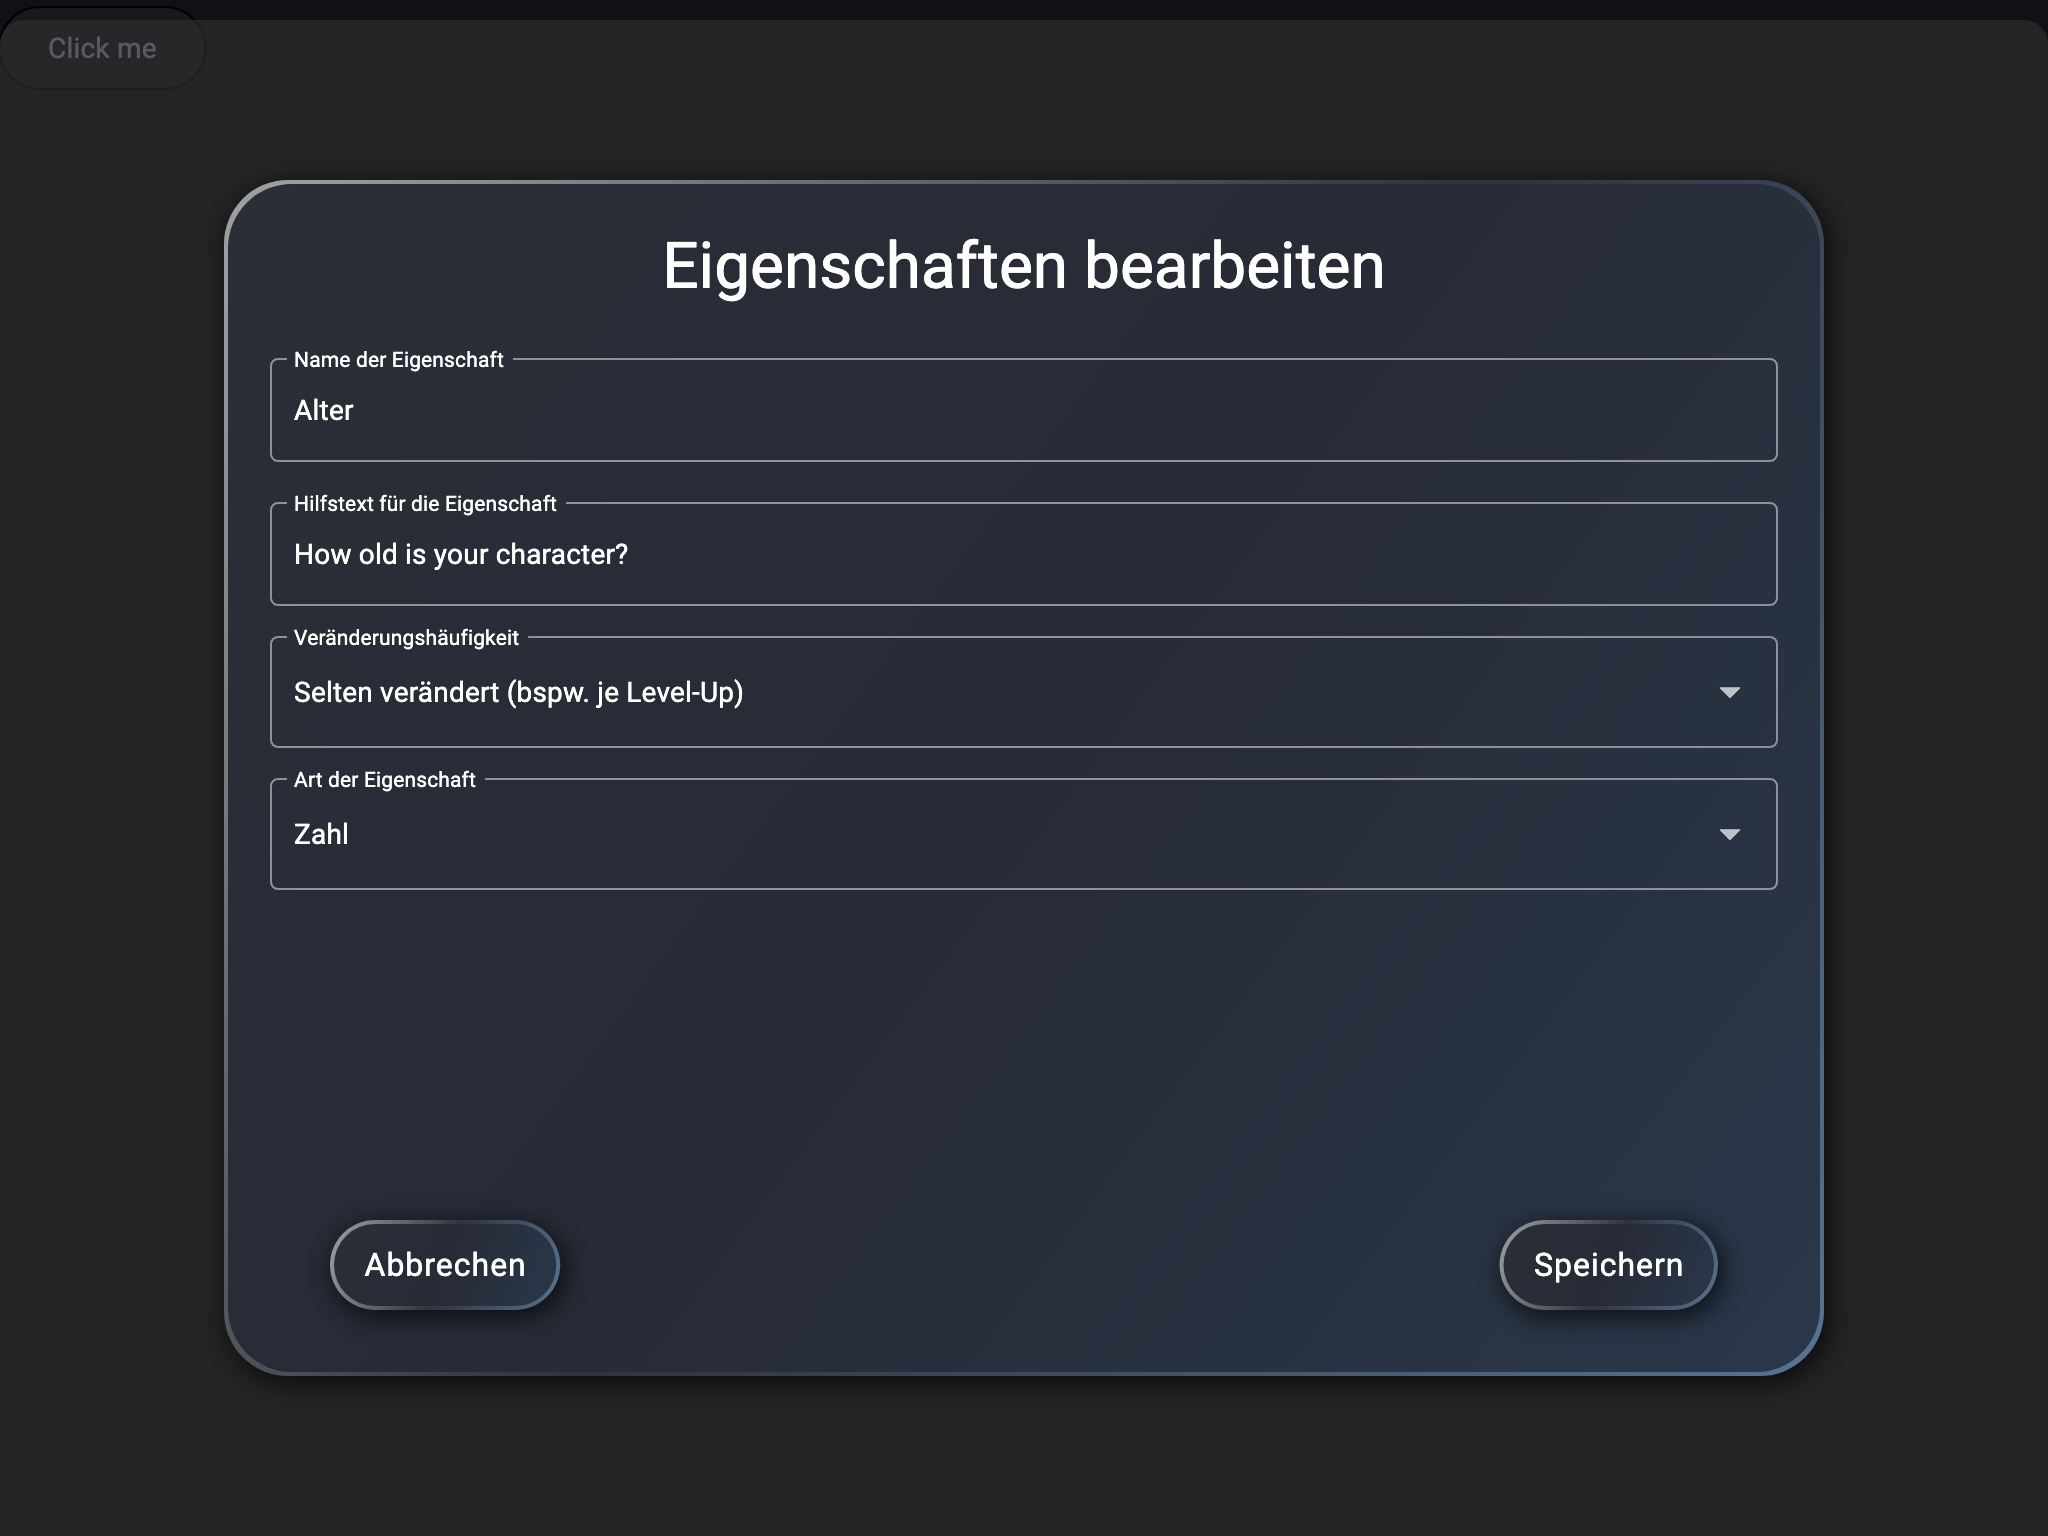 Click me
Eigenschaften bearbeiten
Name der Eigenschaft
Alter
Hilfstext für die Eigenschaft
How old is your character?
Veränderungshäufigkeit
Selten verändert (bspw. je Level-Up)
Art der Eigenschaft
Zahl
Abbrechen
Speichern